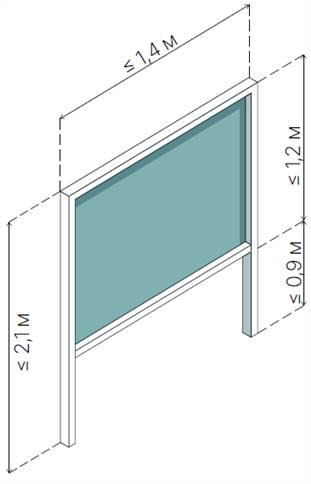 ≤ 1,4 м
≤ 1,2 м
≤ 0,9 м
≤ 2,1 м